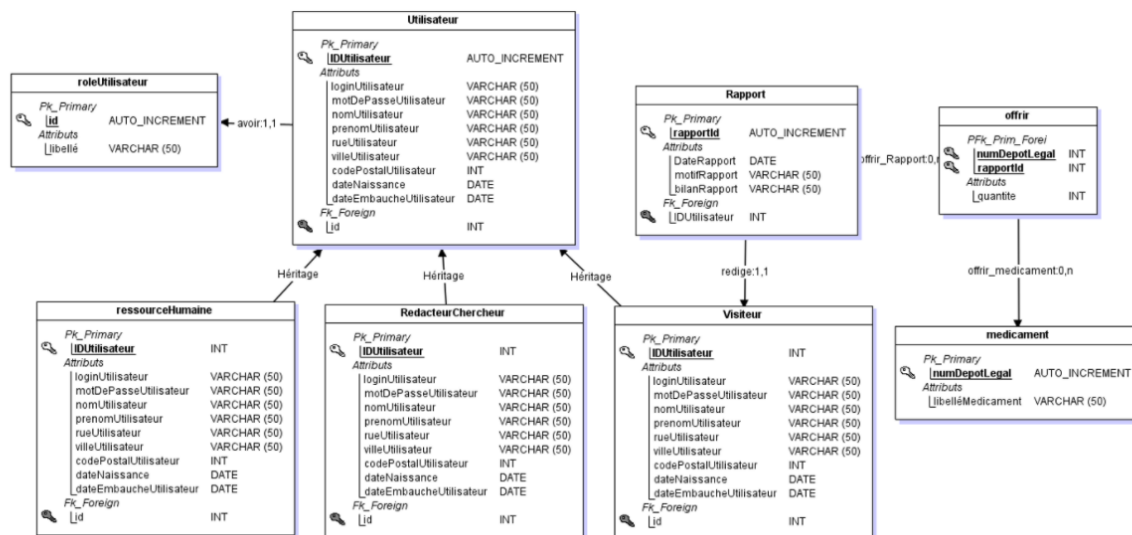 Utilisateur
Pk_Primary
IDUtilisateur AUTO_INCREMENT
Attributs
loginUtilisateur VARCHAR (50)
motDePasseUtilisateur VARCHAR (50)
nomUtilisateur VARCHAR (50)
prenomUtilisateur VARCHAR (50)
rueUtilisateur VARCHAR (50)
villeUtilisateur VARCHAR (50)
codePostalUtilisateur INT
dateNaissance DATE
dateEmbaucheUtilisateur DATE
Fk_Foreign
id INT
roleUtilisateur
Pk_Primary
id AUTO_INCREMENT
Attributs
libellé VARCHAR (50)
avoir:1,1
Rapport
Pk_Primary
rapportId AUTO_INCREMENT
Attributs
DateRapport DATE
motifRapport VARCHAR (50)
bilanRapport VARCHAR (50)
Fk_Foreign
IDUtilisateur INT
offrir_Rapport:0,n
offrir
PFk_Prim_Forei
numDepotLegal INT
rapportId INT
Attributs
quantite INT
Héritage
Héritage
Héritage
redige:1,1
offrir_medicament:0,n
ressourceHumaine
Pk_Primary
IDUtilisateur INT
Attributs
loginUtilisateur VARCHAR (50)
motDePasseUtilisateur VARCHAR (50)
nomUtilisateur VARCHAR (50)
prenomUtilisateur VARCHAR (50)
rueUtilisateur VARCHAR (50)
villeUtilisateur VARCHAR (50)
codePostalUtilisateur INT
dateNaissance DATE
dateEmbaucheUtilisateur DATE
Fk_Foreign
id INT
RedacteurChercheur
Pk_Primary
IDUtilisateur INT
Attributs
loginUtilisateur VARCHAR (50)
motDePasseUtilisateur VARCHAR (50)
nomUtilisateur VARCHAR (50)
prenomUtilisateur VARCHAR (50)
rueUtilisateur VARCHAR (50)
villeUtilisateur VARCHAR (50)
codePostalUtilisateur INT
dateNaissance DATE
dateEmbaucheUtilisateur DATE
Fk_Foreign
id INT
Visiteur
Pk_Primary
IDUtilisateur INT
Attributs
loginUtilisateur VARCHAR (50)
motDePasseUtilisateur VARCHAR (50)
nomUtilisateur VARCHAR (50)
prenomUtilisateur VARCHAR (50)
rueUtilisateur VARCHAR (50)
villeUtilisateur VARCHAR (50)
codePostalUtilisateur INT
dateNaissance DATE
dateEmbaucheUtilisateur DATE
Fk_Foreign
id INT
medicament
Pk_Primary
numDepotLegal AUTO_INCREMENT
Attributs
libelléMedicament VARCHAR (50)